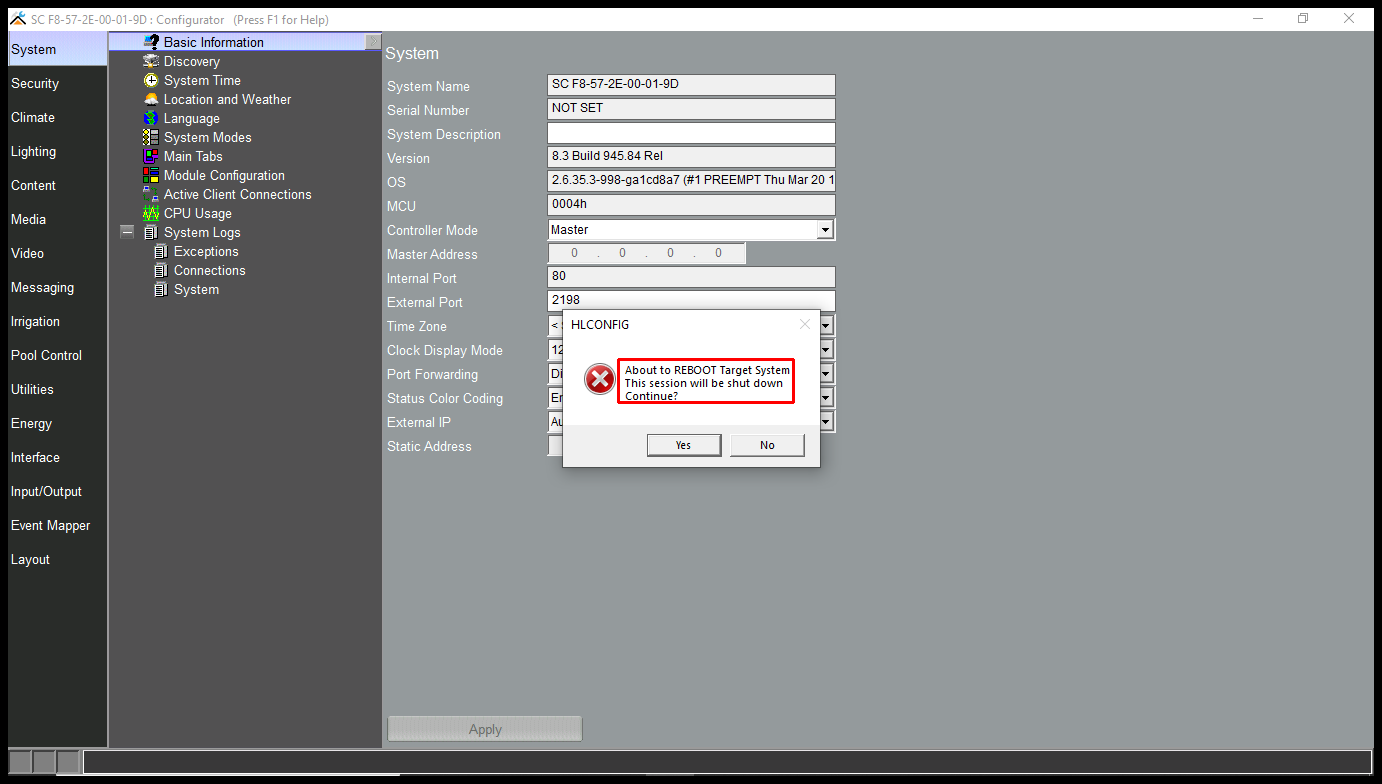 SC F8-57-2E-00-01-9D : Configurator (Press F1 for Help)
System
Security
Climate
Lighting
Content
Media
Video
Messaging
Irrigation
Pool Control
Utilities
Energy
Interface
Input/Output
Event Mapper
Layout
Basic Information
Discovery
System Time
Location and Weather
Language
System Modes
Main Tabs
Module Configuration
Active Client Connections
CPU Usage
System Logs
Exceptions
Connections
System
System
System Name SC F8-57-2E-00-01-9D
Serial Number NOT SET
System Description
Version 8.3 Build 945.84 Rel
OS 2.6.35.3-998-ga1cd8a7 (#1 PREEMPT Thu Mar 20 1
MCU 0004h
Controller Mode Master
Master Address 0 . 0 . 0 . 0
Internal Port 80
External Port 2198
Time Zone <
Clock Display Mode 12
Port Forwarding Di
Status Color Coding En
External IP Au
Static Address
HLCONFIG
About to REBOOT Target System
This session will be shut down
Continue?
Yes No
Apply